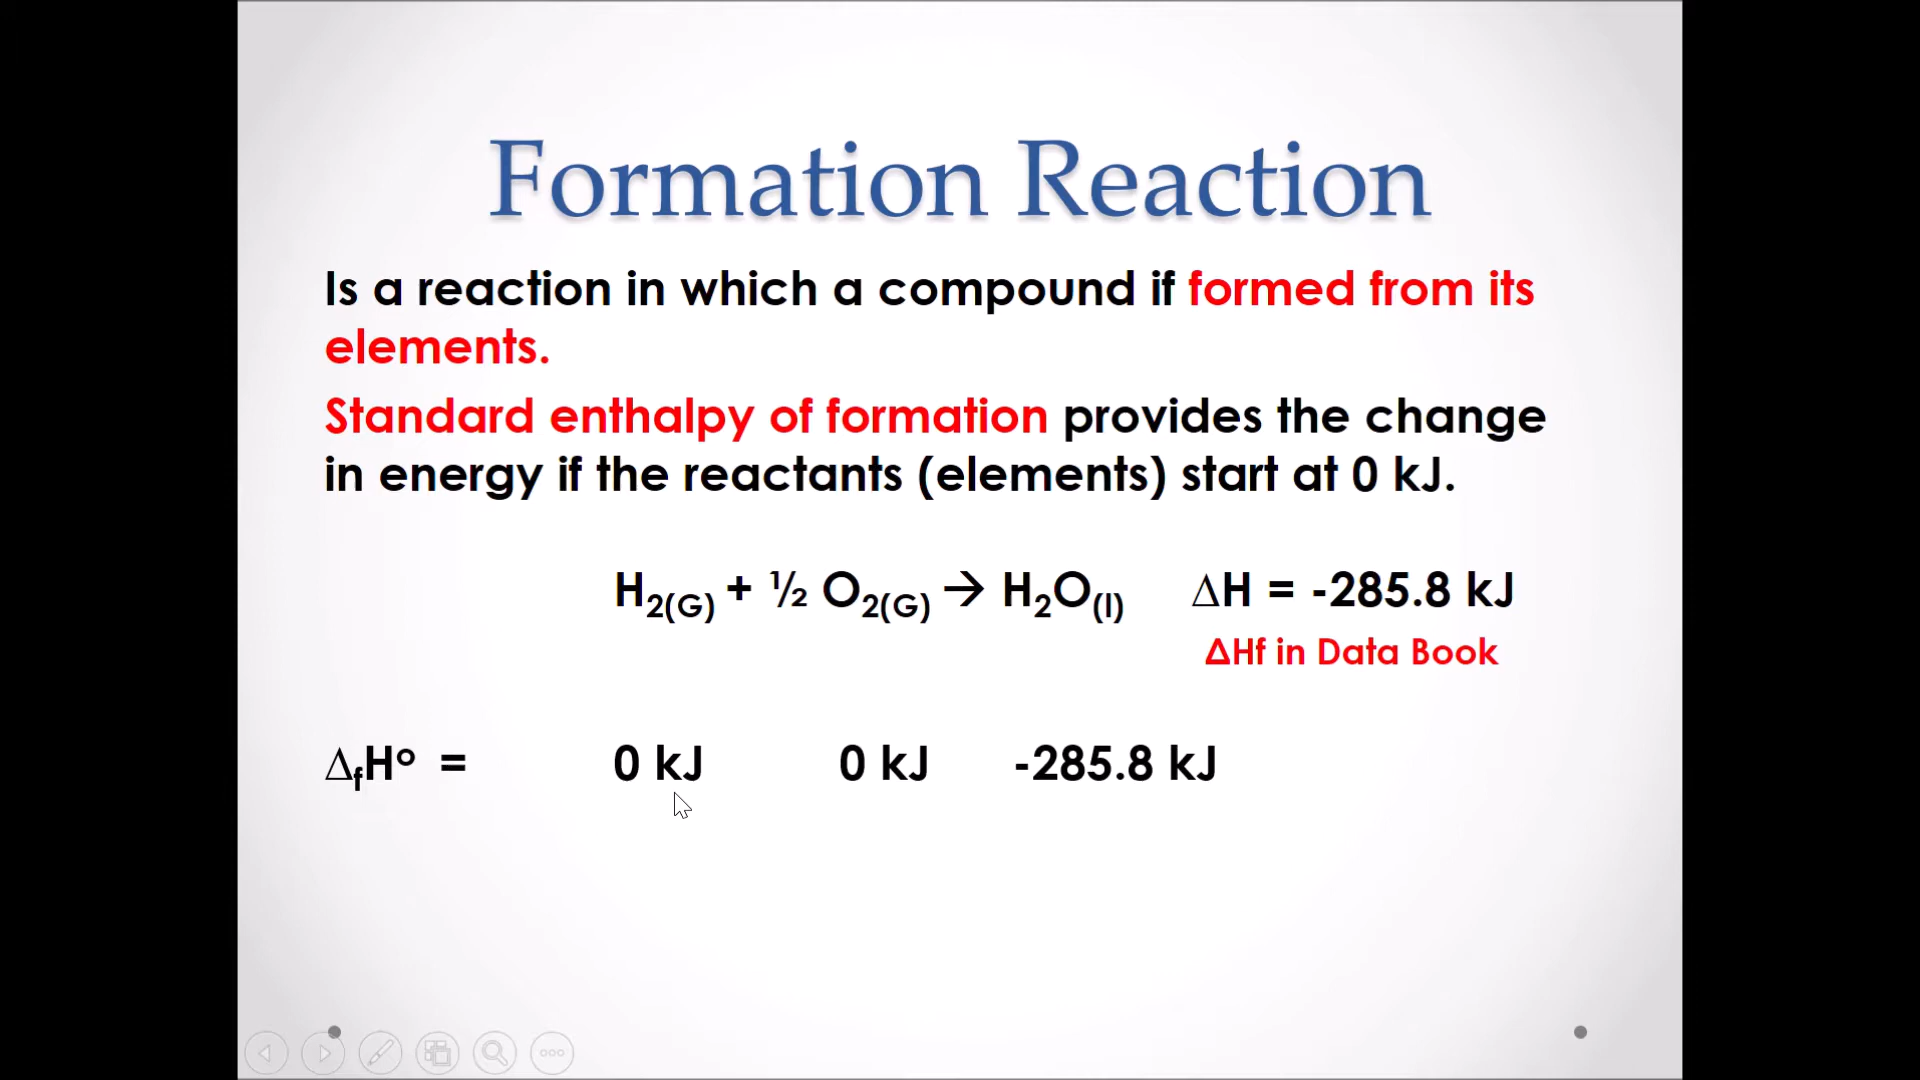 Formation Reaction
Is a reaction in which a compound if formed from its
elements.
Standard enthalpy of formation provides the change
in energy if the reactants (elements) start at 0 kJ.
H₂(G) + ½ O₂(G) → H₂O(l) ΔH = -285.8 kJ
ΔHf in Data Book
ΔfH° = 0 kJ 0 kJ -285.8 kJ